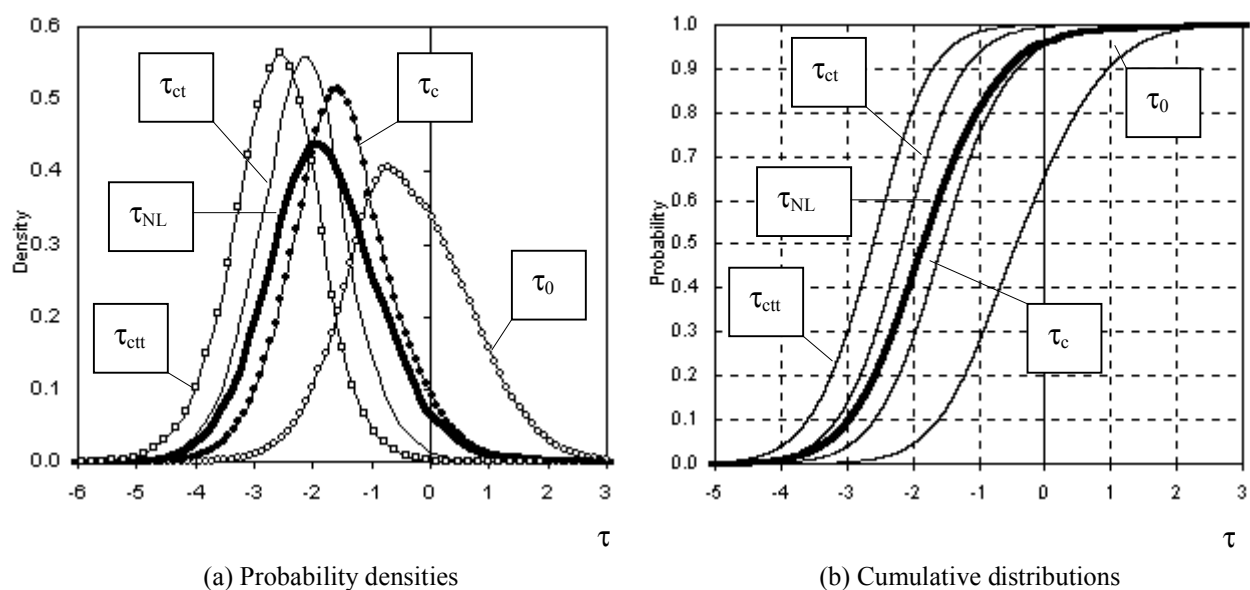 0.6
0.5
0.4
0.3
0.2
0.1
0.0
Density
τct
τc
τNL
τ0
τctt
-6 -5 -4 -3 -2 -1 0 1 2 3
τ
(a) Probability densities
1.0
0.9
0.8
0.7
0.6
0.5
0.4
0.3
0.2
0.1
0.0
Probability
τct
τ0
τNL
τctt
τc
-5 -4 -3 -2 -1 0 1 2 3
τ
(b) Cumulative distributions